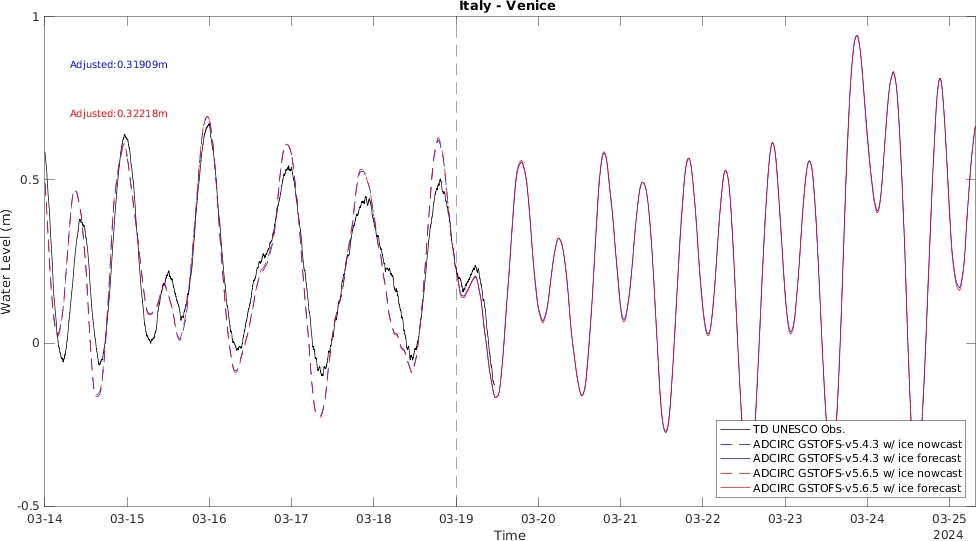 Italy - Venice
Adjusted:0.31909m
Adjusted:0.32218m
Water Level (m)
1
0.5
0
-0.5
TD UNESCO Obs.
ADCIRC GSTOFS-v5.4.3 w/ ice nowcast
ADCIRC GSTOFS-v5.4.3 w/ ice forecast
ADCIRC GSTOFS-v5.6.5 w/ ice nowcast
ADCIRC GSTOFS-v5.6.5 w/ ice forecast
03-14 03-15 03-16 03-17 03-18 03-19 03-20 03-21 03-22 03-23 03-24 03-25
Time
2024